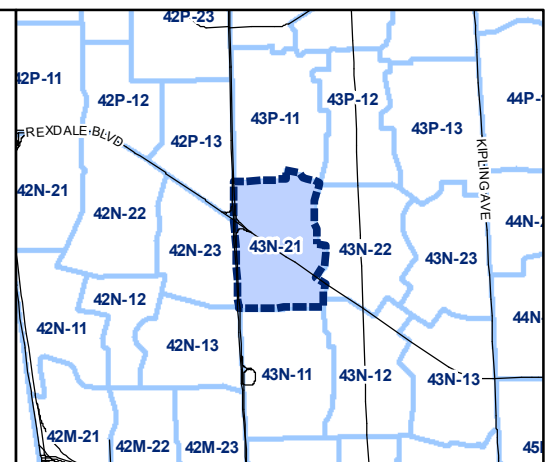 42P-23
42P-11
42P-12
43P-11
43P-12
44P-
REXDALE BLVD
42P-13
43P-13
KIPLING AVE
42N-21
42N-22
42N-23
43N-21
43N-22
43N-23
44N-2
42N-11
42N-12
42N-13
44N-
43N-11
43N-12
43N-13
42M-21
42M-22
42M-23
45